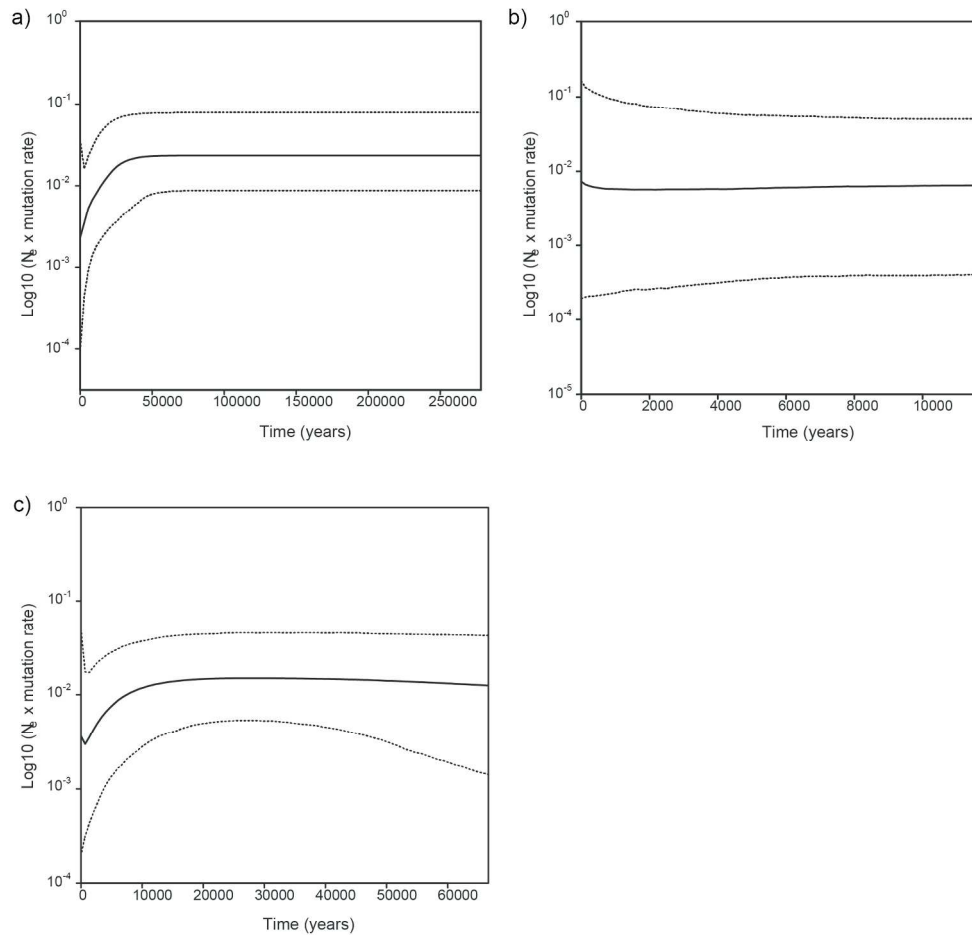 a)
Log10 (Ne x mutation rate)
10^0
10^-1
10^-2
10^-3
10^-4
0 50000 100000 150000 200000 250000
Time (years)
b)
Log10 (Ne x mutation rate)
10^0
10^-1
10^-2
10^-3
10^-4
10^-5
0 2000 4000 6000 8000 10000
Time (years)
c)
Log10 (Ne x mutation rate)
10^0
10^-1
10^-2
10^-3
10^-4
0 10000 20000 30000 40000 50000 60000
Time (years)